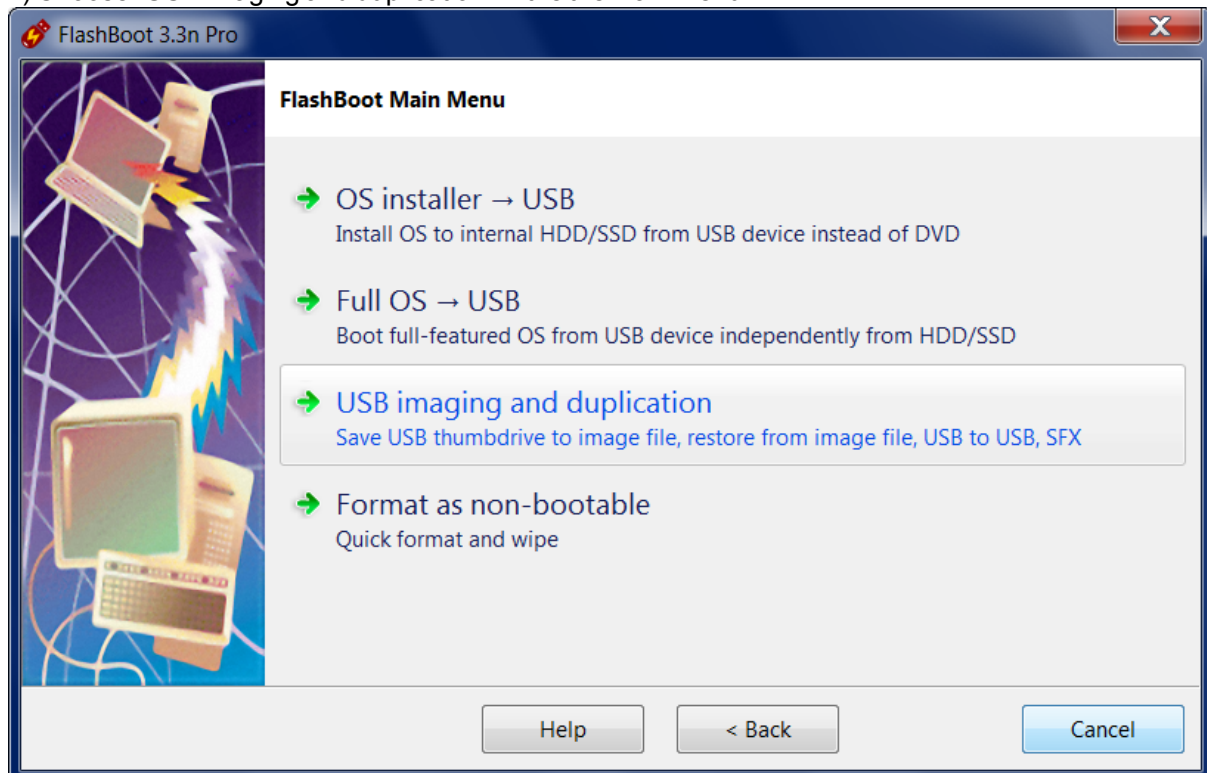 FlashBoot 3.3n Pro
FlashBoot Main Menu
OS installer → USB
Install OS to internal HDD/SSD from USB device instead of DVD
Full OS → USB
Boot full-featured OS from USB device independently from HDD/SSD
USB imaging and duplication
Save USB thumbdrive to image file, restore from image file, USB to USB, SFX
Format as non-bootable
Quick format and wipe
Help
< Back
Cancel